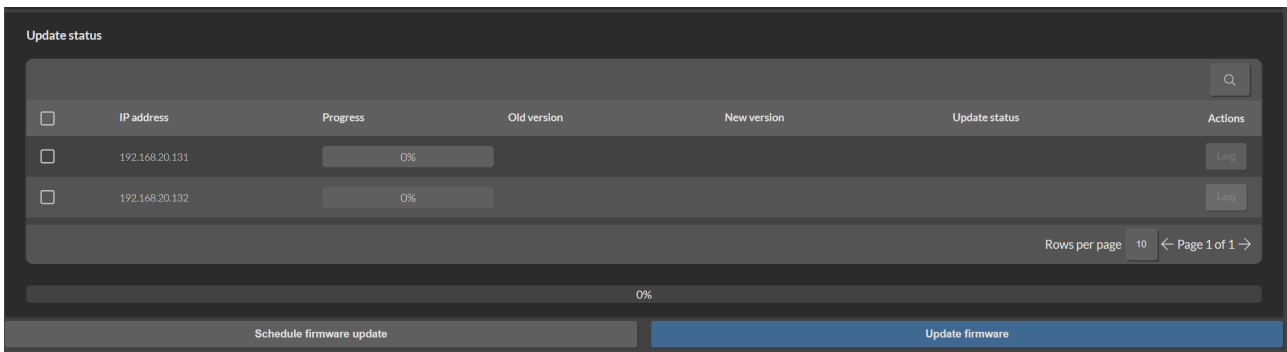 Update status
IP address Progress Old version New version Update status Actions
192.168.20.131 0% Log
192.168.20.132 0% Log
Rows per page 10 ← Page 1 of 1 →
0%
Schedule firmware update Update firmware